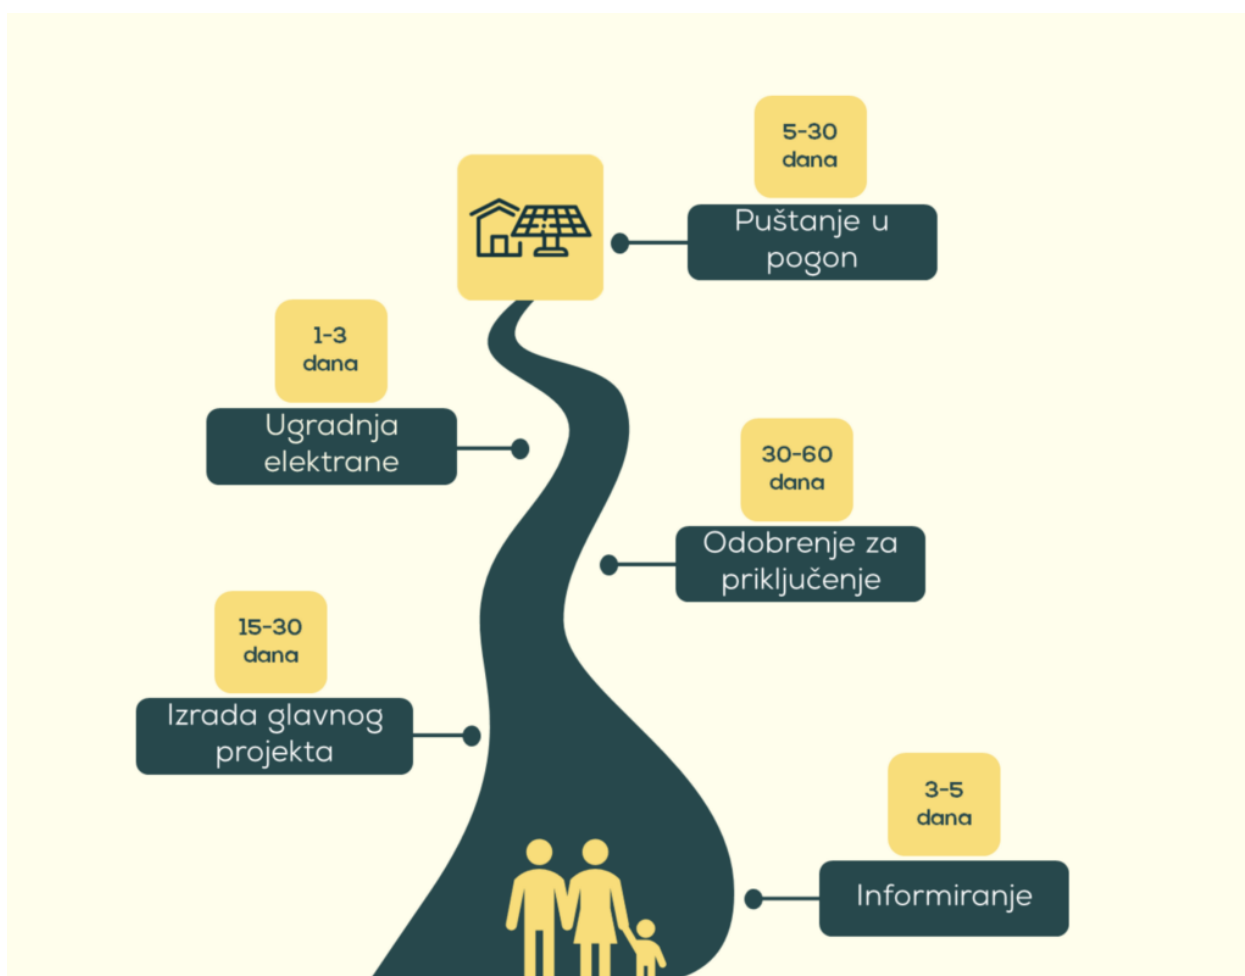 5-30
dana
Puštanje u
pogon
1-3
dana
Ugradnja
elektrane
30-60
dana
Odobrenje za
priključenje
15-30
dana
Izrada glavnog
projekta
3-5
dana
Informiranje